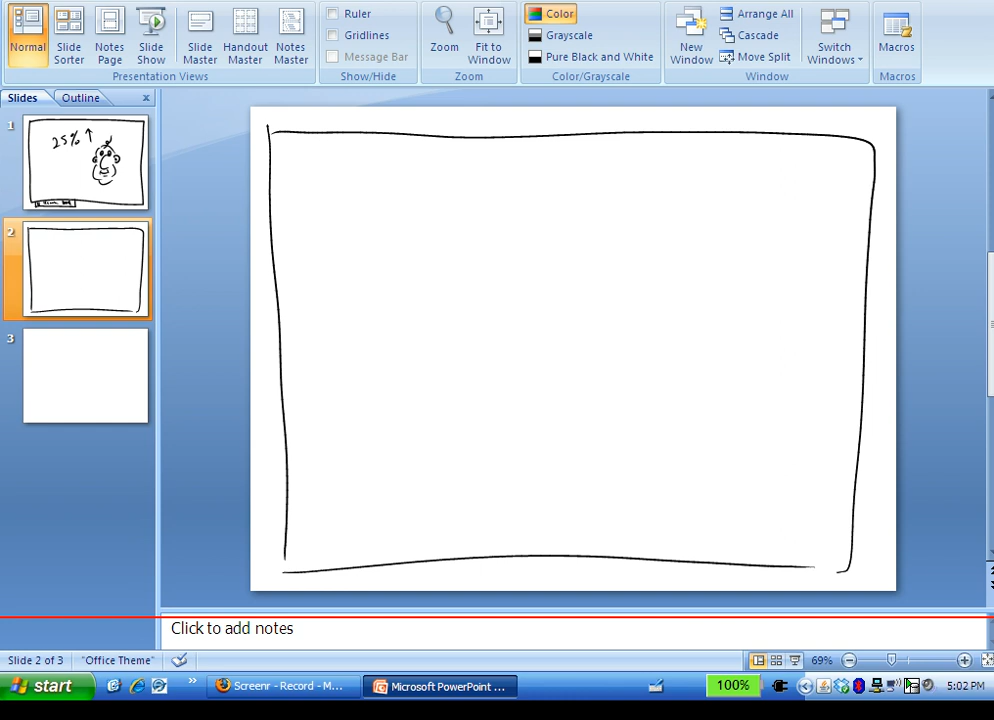 Normal
Slide Sorter
Notes Page
Slide Show
Slide Master
Handout Master
Notes Master
Presentation Views
Ruler
Gridlines
Message Bar
Show/Hide
Zoom
Fit to Window
Zoom
Color
Grayscale
Pure Black and White
Color/Grayscale
New Window
Arrange All
Cascade
Move Split
Window
Switch Windows
Macros
Macros
Slides
Outline
x
1
25%
2
3
Click to add notes
Slide 2 of 3
"Office Theme"
69%
start
Screenr - Record - M...
Microsoft PowerPoint ...
100%
5:02 PM